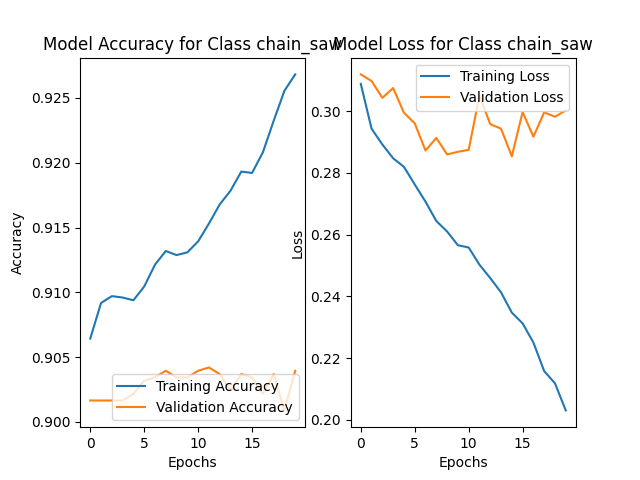 Model Accuracy for Class chain_saw
Model Loss for Class chain_saw
0.925
0.920
0.915
0.910
0.905
0.900
Accuracy
Training Accuracy
Validation Accuracy
0
5
10
15
Epochs
Training Loss
Validation Loss
0.30
0.28
0.26
0.24
0.22
0.20
Loss
0
5
10
15
Epochs